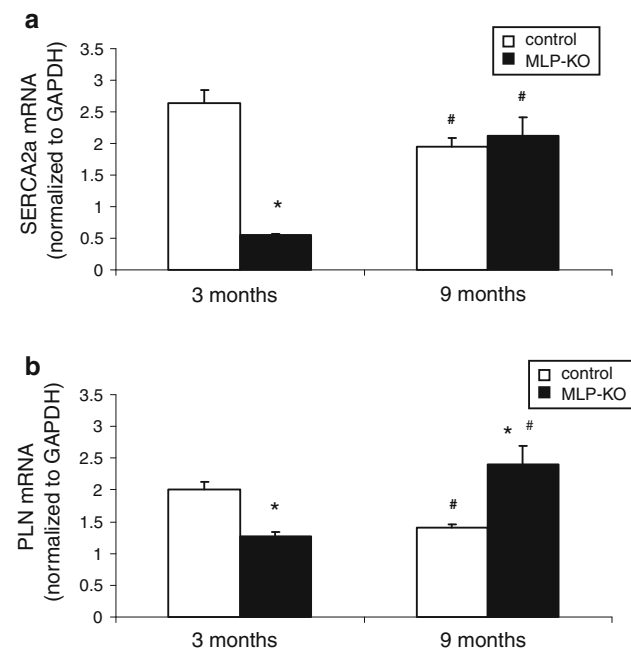 a
SERCA2a mRNA
(normalized to GAPDH)
3.5
3
2.5
2
1.5
1
0.5
0
control
MLP-KO
*
#
#
3 months
9 months
b
PLN mRNA
(normalized to GAPDH)
3.5
3
2.5
2
1.5
1
0.5
0
control
MLP-KO
*
#
* #
3 months
9 months